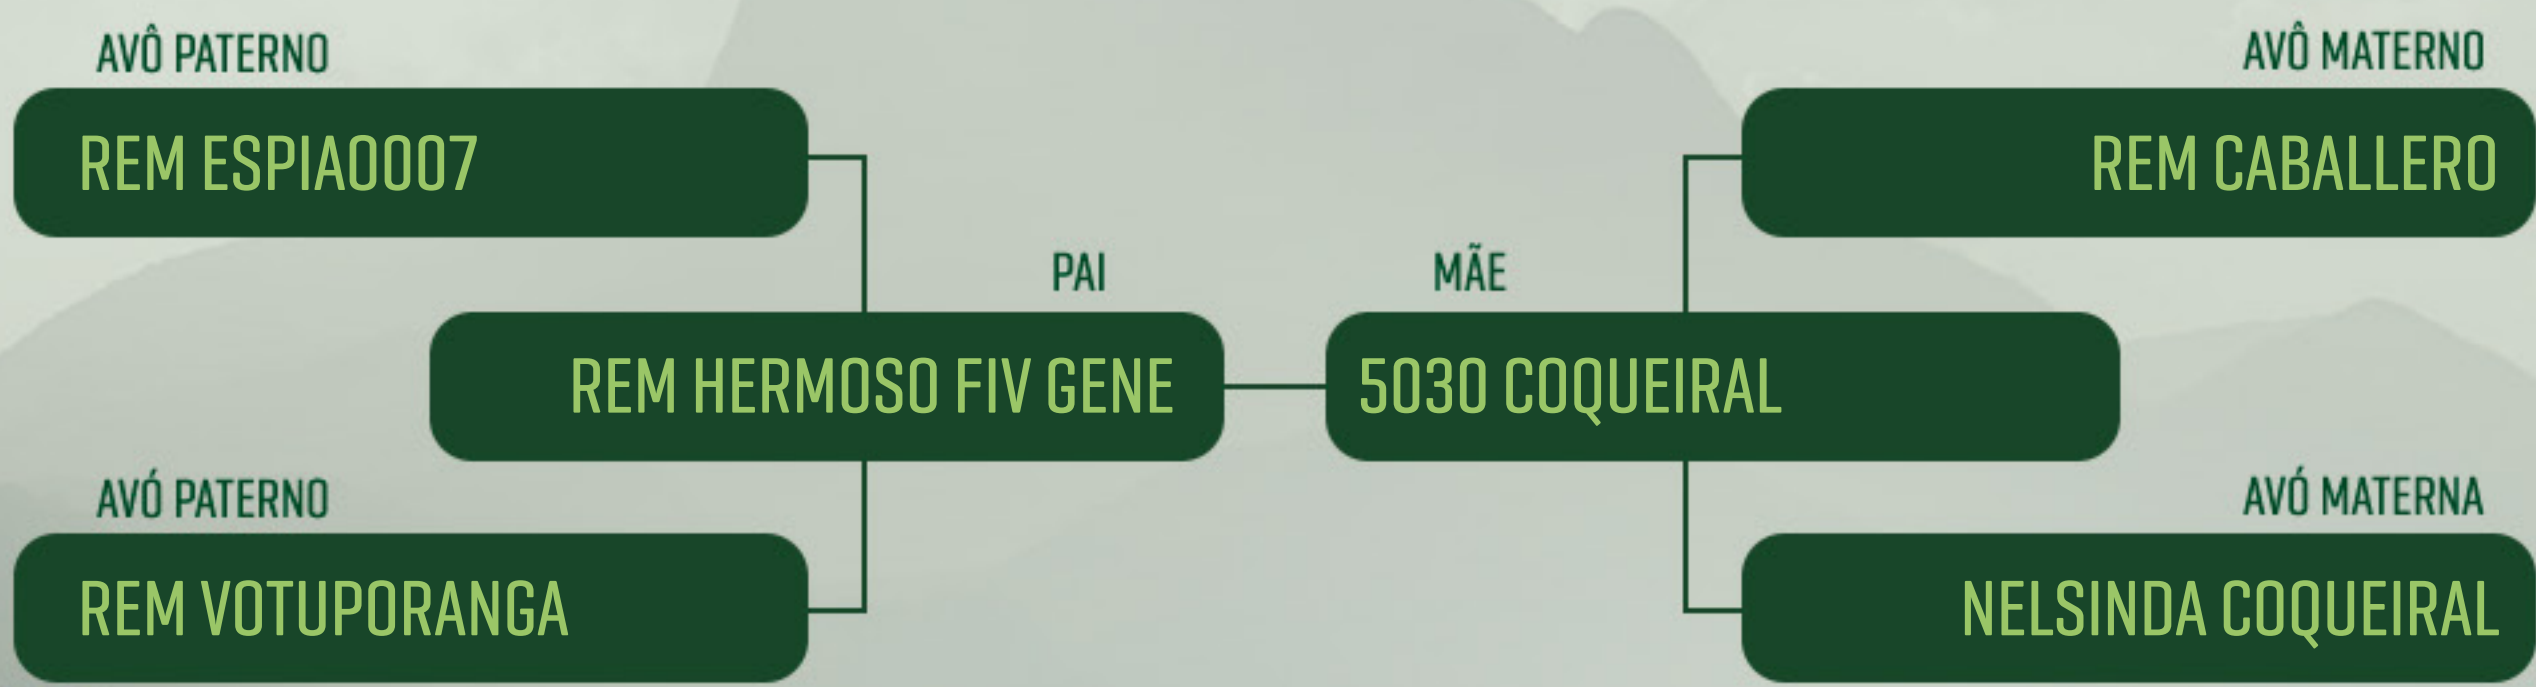 AVÔ PATERNO
AVÔ MATERNO
REM ESPIAO007
REM CABALLERO
PAI
MÃE
REM HERMOSO FIV GENE
5030 COQUEIRAL
AVÓ PATERNO
AVÓ MATERNA
REM VOTUPORANGA
NELSINDA COQUEIRAL